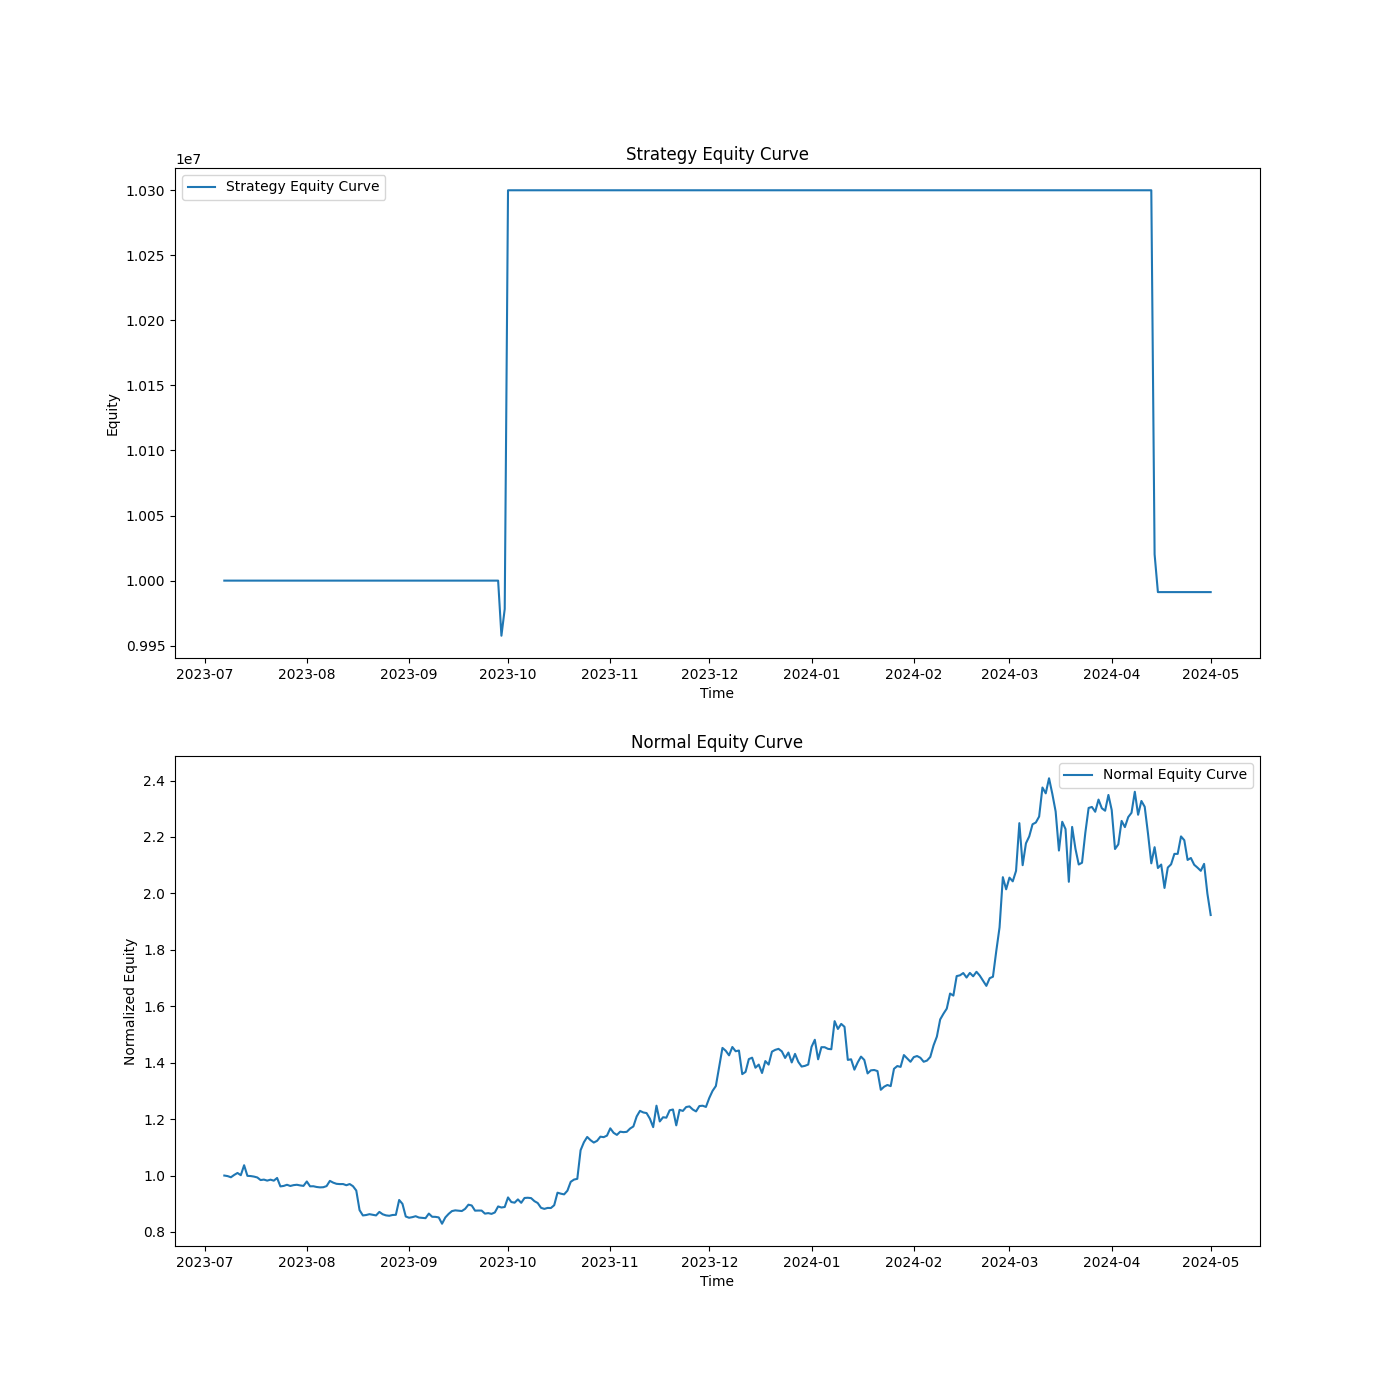 Strategy Equity Curve
1e7
Strategy Equity Curve
1.030
1.025
1.020
1.015
1.010
1.005
1.000
0.995
Equity
2023-07 2023-08 2023-09 2023-10 2023-11 2023-12 2024-01 2024-02 2024-03 2024-04 2024-05
Time
Normal Equity Curve
Normal Equity Curve
2.4
2.2
2.0
1.8
1.6
1.4
1.2
1.0
0.8
Normalized Equity
2023-07 2023-08 2023-09 2023-10 2023-11 2023-12 2024-01 2024-02 2024-03 2024-04 2024-05
Time